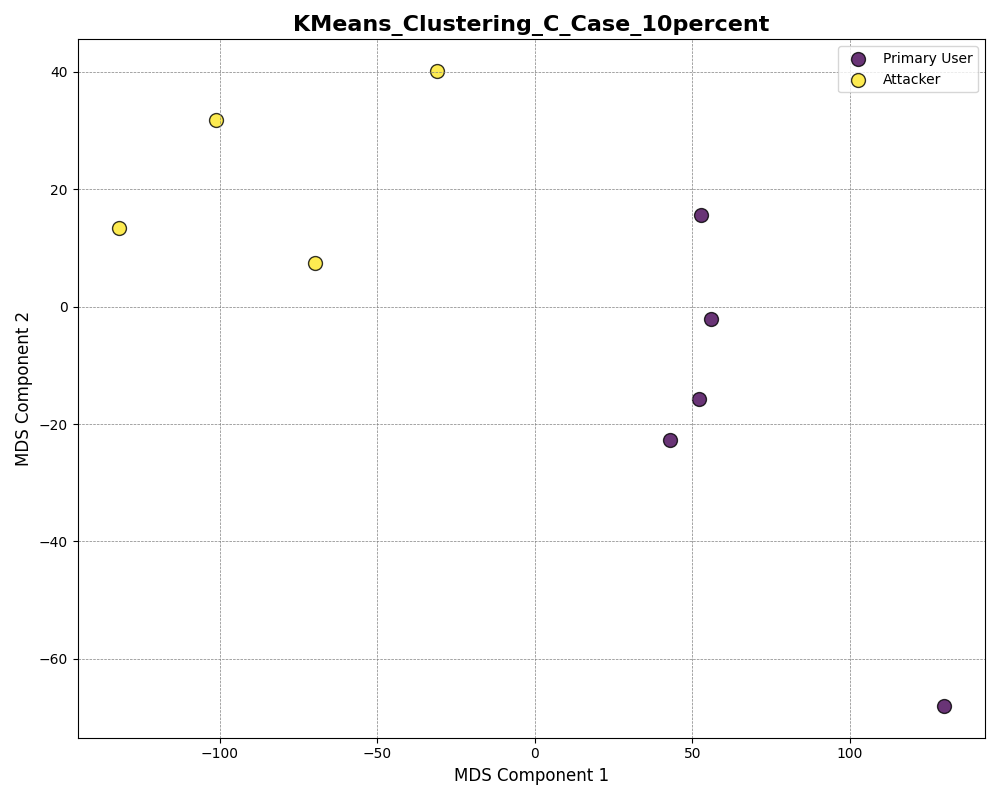 KMeans_Clustering_C_Case_10percent
Primary User
Attacker
40
20
0
−20
−40
−60
MDS Component 2
−100
−50
0
50
100
MDS Component 1